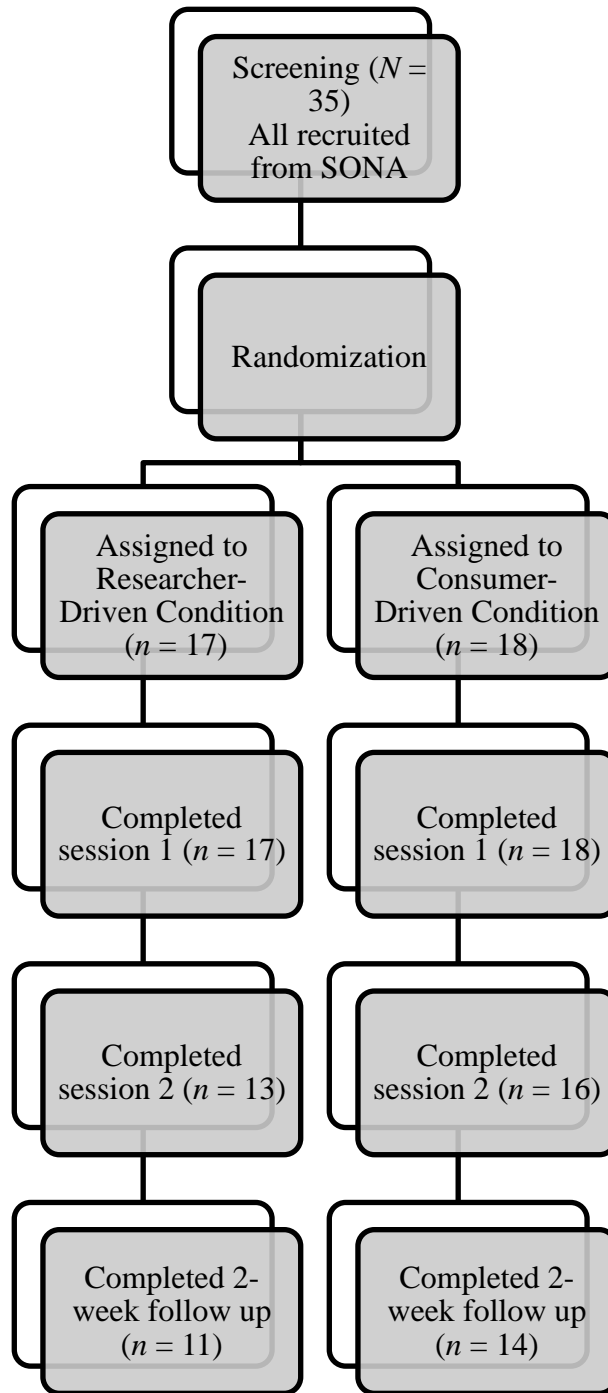 Screening (N =
35)
All recruited
from SONA
Randomization
Assigned to
Researcher-
Driven Condition
(n = 17)
Assigned to
Consumer-
Driven Condition
(n = 18)
Completed
session 1 (n = 17)
Completed
session 1 (n = 18)
Completed
session 2 (n = 13)
Completed
session 2 (n = 16)
Completed 2-
week follow up
(n = 11)
Completed 2-
week follow up
(n = 14)